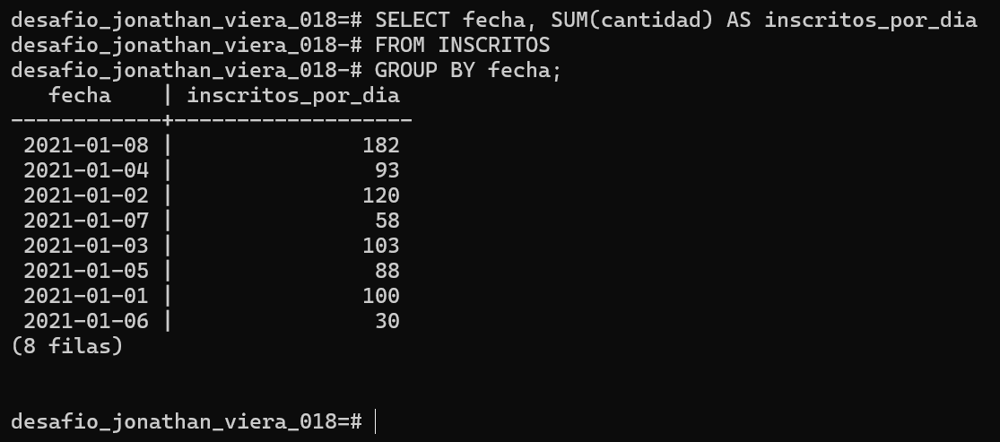 desafio_jonathan_viera_018=# SELECT fecha, SUM(cantidad) AS inscritos_por_dia
desafio_jonathan_viera_018-# FROM INSCRITOS
desafio_jonathan_viera_018-# GROUP BY fecha;
   fecha    | inscritos_por_dia
------------+-------------------
 2021-01-08 |               182
 2021-01-04 |                93
 2021-01-02 |               120
 2021-01-07 |                58
 2021-01-03 |               103
 2021-01-05 |                88
 2021-01-01 |               100
 2021-01-06 |                30
(8 filas)
desafio_jonathan_viera_018=#